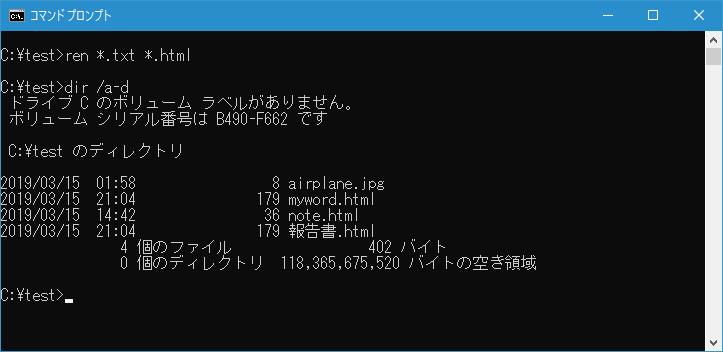 コマンドプロンプト
C:¥test>ren *.txt *.html
C:¥test>dir /a-d
ドライブ C のボリューム ラベルがありません。
ボリューム シリアル番号は B490-F662 です
C:¥test のディレクトリ
2019/03/15  01:58                 8 airplane.jpg
2019/03/15  21:04               179 myword.html
2019/03/15  14:42                36 note.html
2019/03/15  21:04               179 報告書.html
4 個のファイル                 402 バイト
0 個のディレクトリ  118,365,675,520 バイトの空き領域
C:¥test>